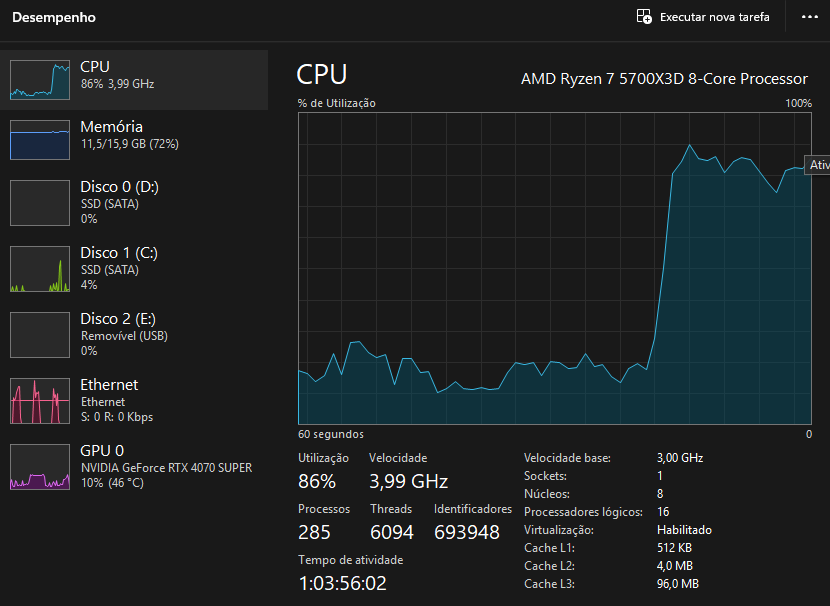 Desempenho
Executar nova tarefa
CPU
86% 3,99 GHz
Memória
11,5/15,9 GB (72%)
Disco 0 (D:)
SSD (SATA)
0%
Disco 1 (C:)
SSD (SATA)
4%
Disco 2 (E:)
Removível (USB)
0%
Ethernet
Ethernet
S: 0 R: 0 Kbps
GPU 0
NVIDIA GeForce RTX 4070 SUPER
10% (46 °C)
CPU
AMD Ryzen 7 5700X3D 8-Core Processor
% de Utilização
100%
Ativ
60 segundos
0
Utilização
Velocidade
86%
3,99 GHz
Processos
Threads
Identificadores
285
6094
693948
Tempo de atividade
1:03:56:02
Velocidade base: 3,00 GHz
Sockets: 1
Núcleos: 8
Processadores lógicos: 16
Virtualização: Habilitado
Cache L1: 512 KB
Cache L2: 4,0 MB
Cache L3: 96,0 MB